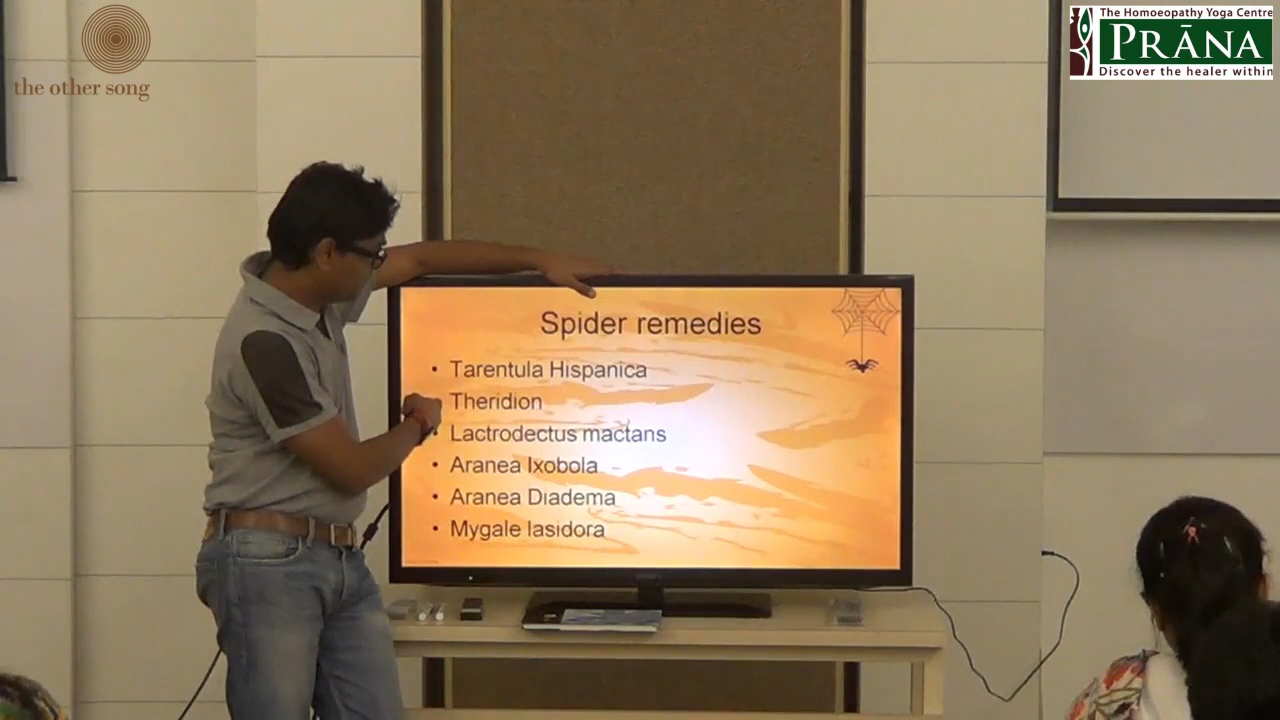 the other song
The Homoeopathy Yoga Centre
PRĀNA
Discover the healer within
Spider remedies
• Tarentula Hispanica
Theridion
• Lactrodectus mactans
• Aranea Ixobola
• Aranea Diadema
• Mygale lasidora